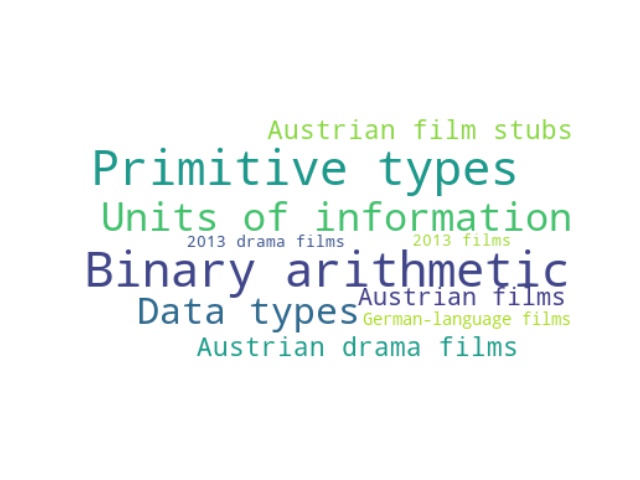 Austrian film stubs
Primitive types
Units of information
2013 drama films
2013 films
Binary arithmetic
Austrian films
Data types
German-language films
Austrian drama films